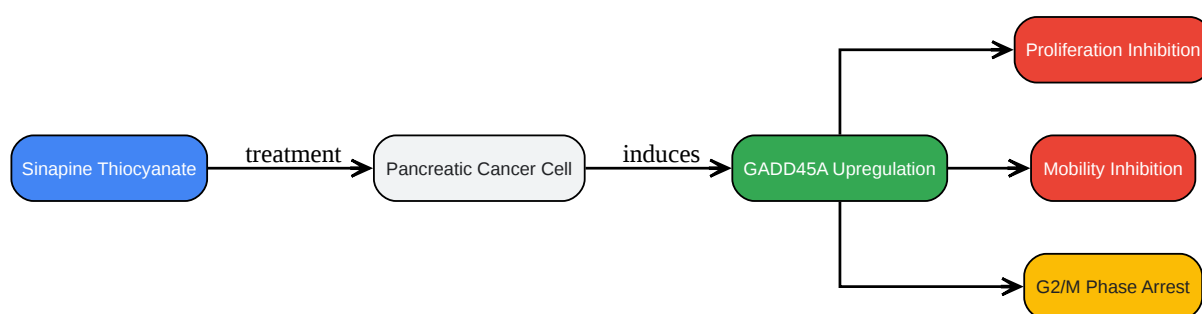 Proliferation Inhibition
Sinapine Thiocyanate
treatment
Pancreatic Cancer Cell
induces
GADD45A Upregulation
Mobility Inhibition
G2/M Phase Arrest